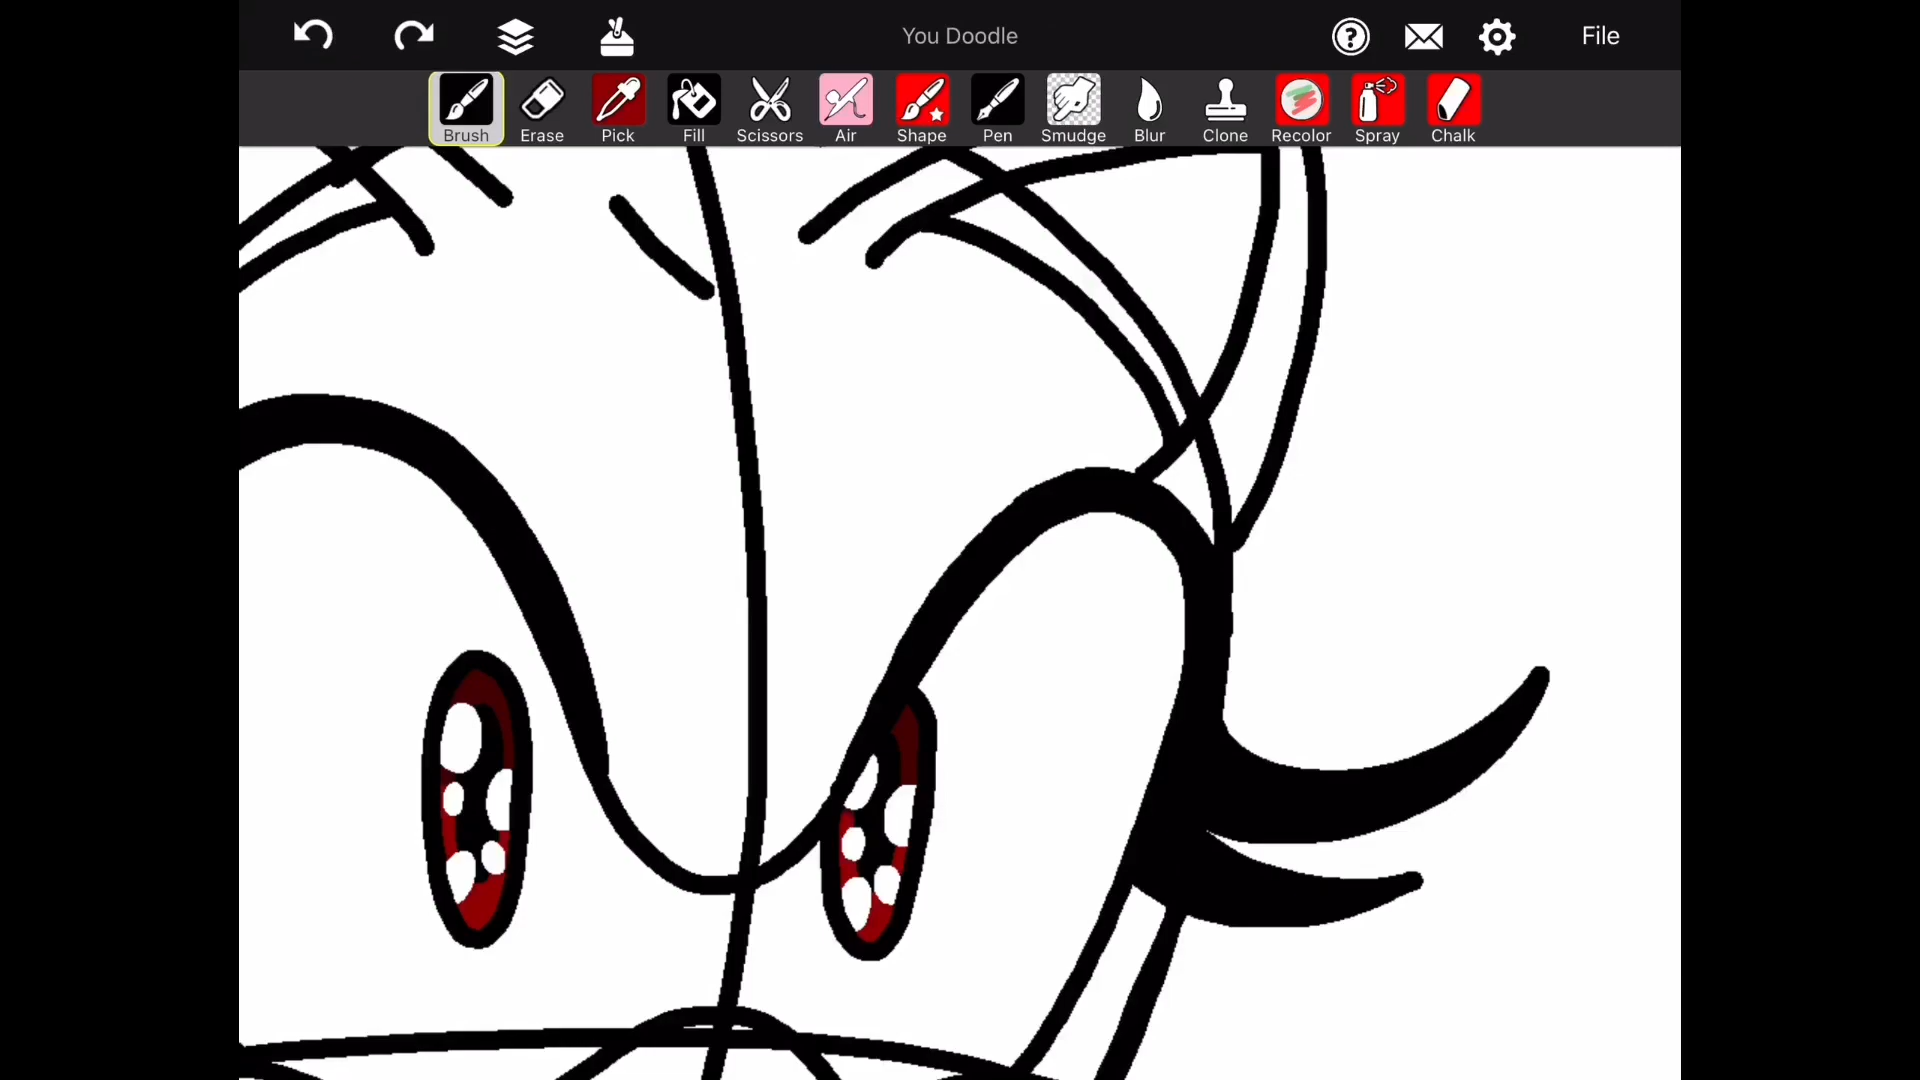 You Doodle
File
Brush Erase Pick Fill Scissors Air Shape Pen Smudge Blur Clone Recolor Spray Chalk